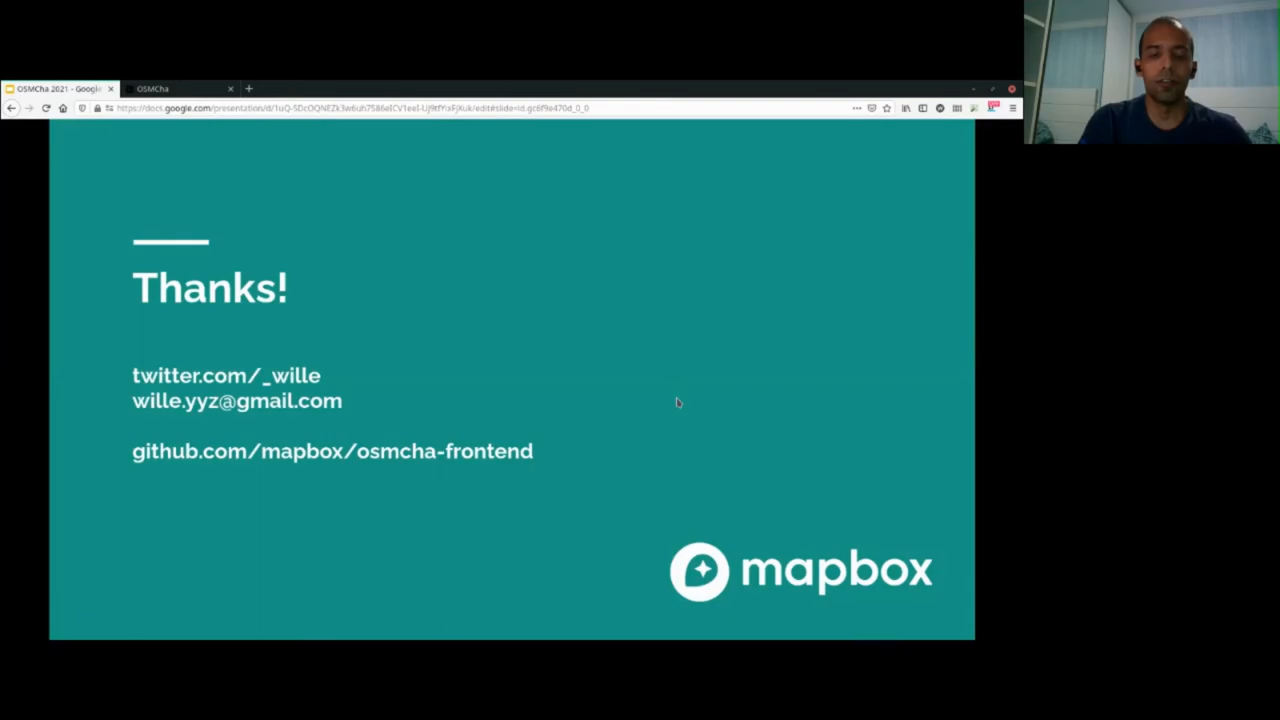 OSMCha 2021 - Google
OSMCha
Thanks!
twitter.com/_wille
wille.yyz@gmail.com
github.com/mapbox/osmcha-frontend
mapbox